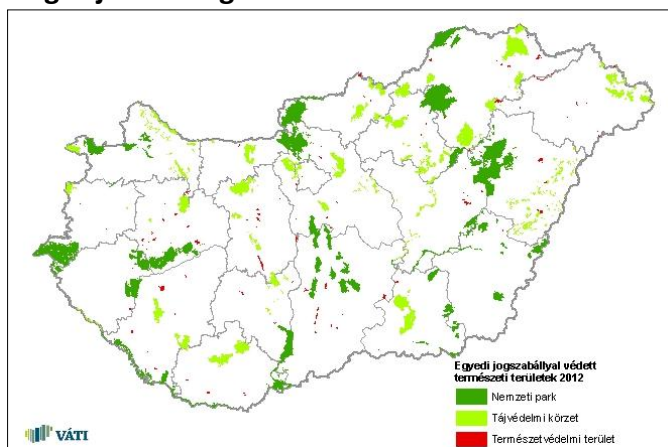 Egyedi jogszabállyal védett
természeti területek 2012
Nemzeti park
Tájvédelmi körzet
Természetvédelmi terület
VÁTI